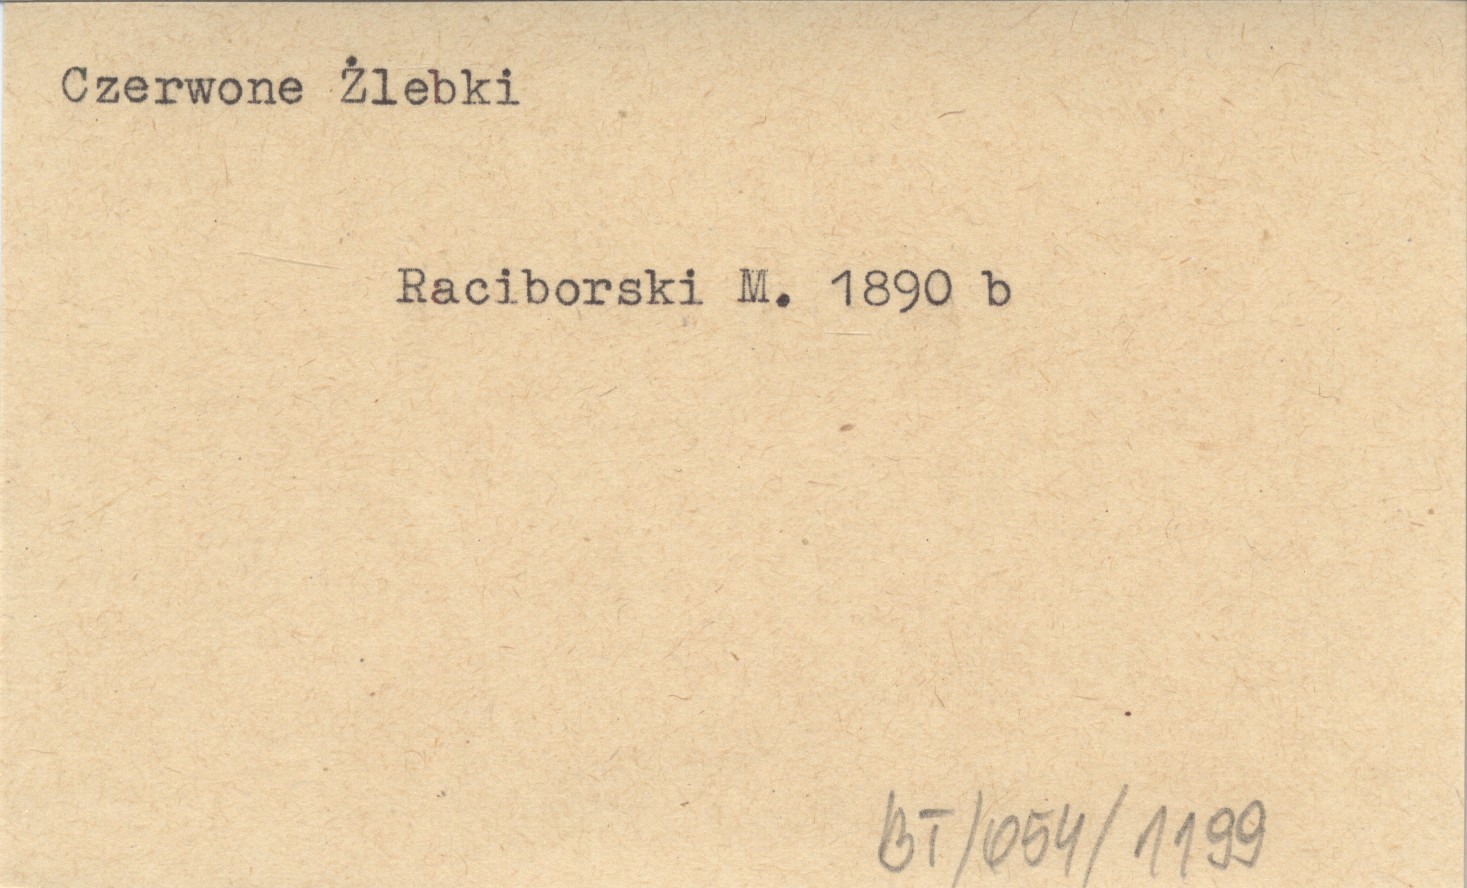 Czerwone Żlebki
Raciborski M. 1890 b
BT/054/1199